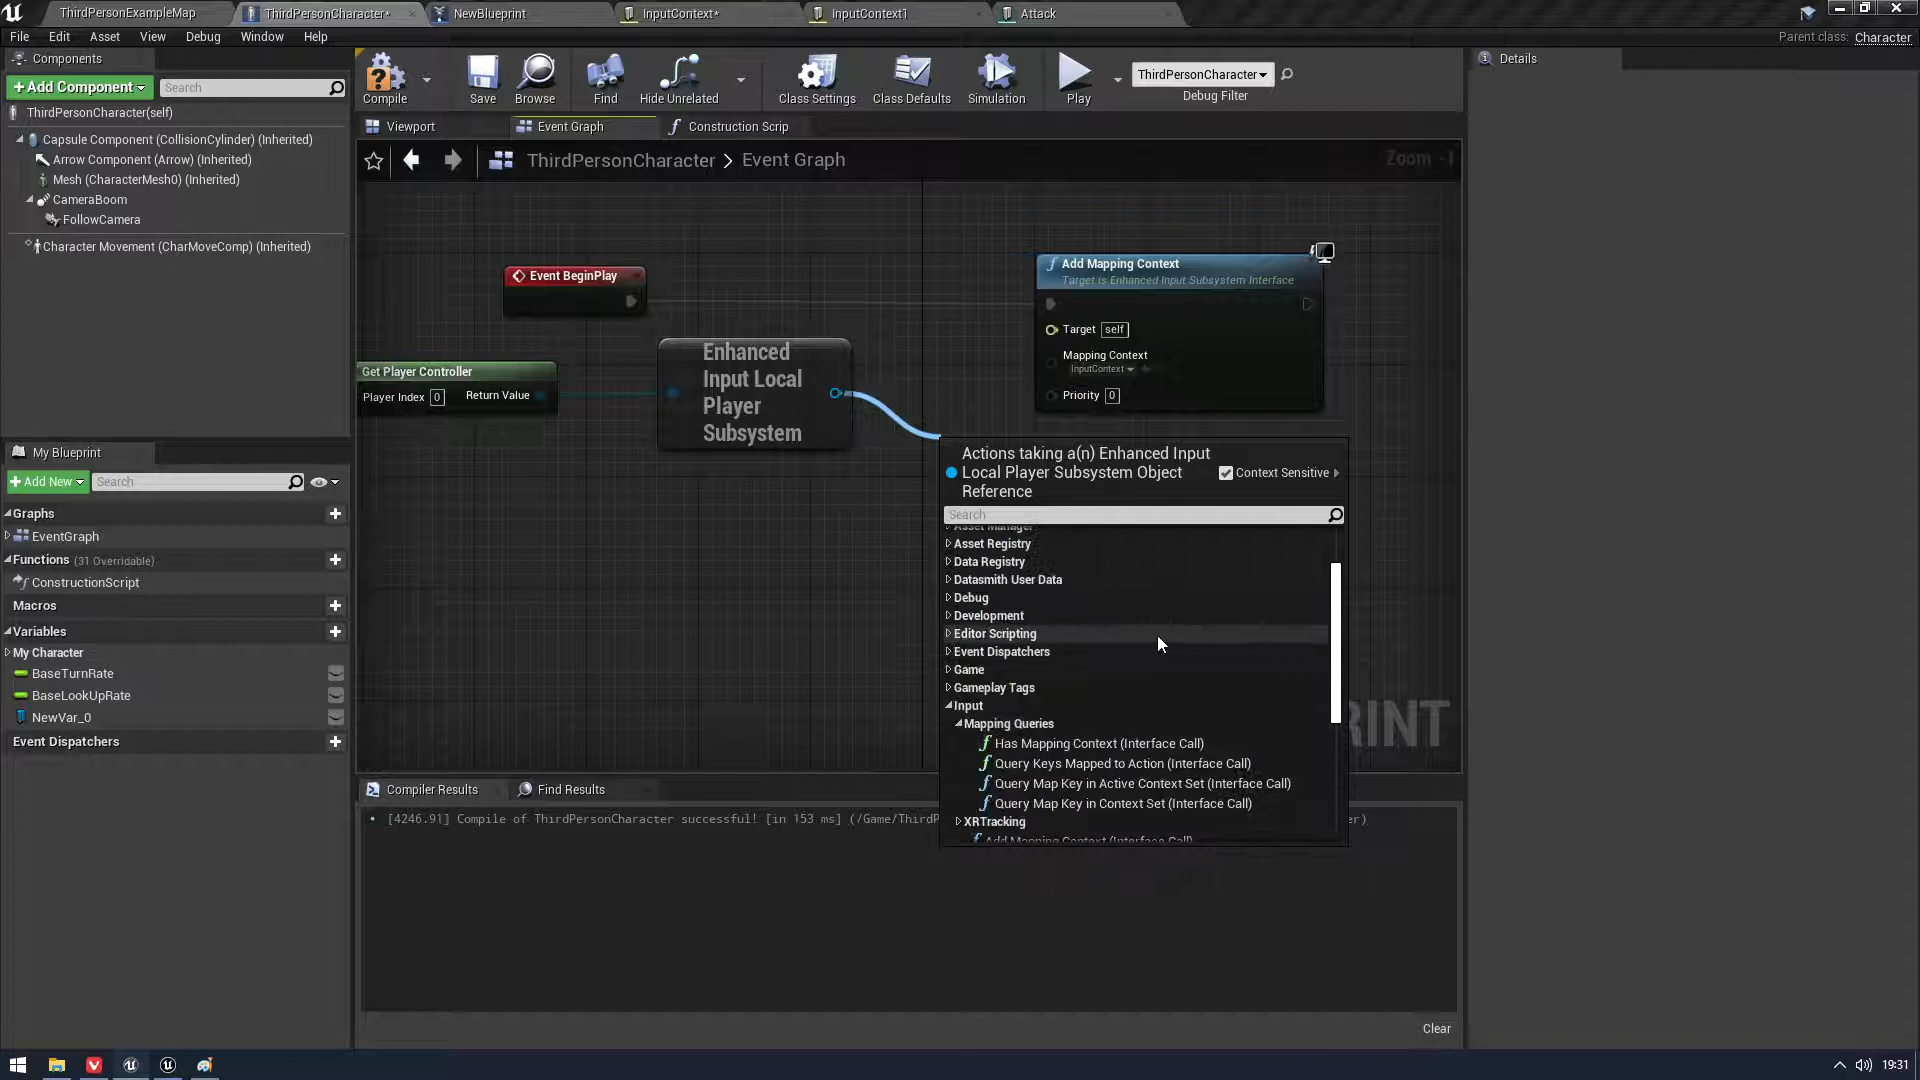 ThirdPersonExampleMap
ThirdPersonCharacter*
NewBlueprint
InputContext*
InputContext1
Attack
File
Edit
Asset
View
Debug
Window
Help
Parent class: Character
Components
+Add Component
Search
ThirdPersonCharacter(self)
Capsule Component (CollisionCylinder) (Inherited)
Arrow Component (Arrow) (Inherited)
Mesh (CharacterMesh0) (Inherited)
CameraBoom
FollowCamera
Character Movement (CharMoveComp) (Inherited)
Compile
Save
Browse
Find
Hide Unrelated
Class Settings
Class Defaults
Simulation
Play
ThirdPersonCharacter
Debug Filter
Details
Viewport
Event Graph
Construction Scrip
ThirdPersonCharacter > Event Graph
Zoom -1
Event BeginPlay
Get Player Controller
Player Index 0
Return Value
Enhanced
Input Local
Player
Subsystem
Add Mapping Context
Target is Enhanced Input Subsystem Interface
Target self
Mapping Context
InputContext
Priority 0
Actions taking a(n) Enhanced Input
Local Player Subsystem Object
Reference
Context Sensitive
Search
Asset Manager
Asset Registry
Data Registry
Datasmith User Data
Debug
Development
Editor Scripting
Event Dispatchers
Game
Gameplay Tags
Input
Mapping Queries
Has Mapping Context (Interface Call)
Query Keys Mapped to Action (Interface Call)
Query Map Key in Active Context Set (Interface Call)
Query Map Key in Context Set (Interface Call)
XRTracking
Add Mapping Context (Interface Call)
RINT
My Blueprint
+Add New
Search
Graphs
EventGraph
Functions (31 Overridable)
ConstructionScript
Macros
Variables
My Character
BaseTurnRate
BaseLookUpRate
NewVar_0
Event Dispatchers
Compiler Results
Find Results
[4246.91] Compile of ThirdPersonCharacter successful! [in 153 ms] (/Game/ThirdP
er)
Clear
19:31